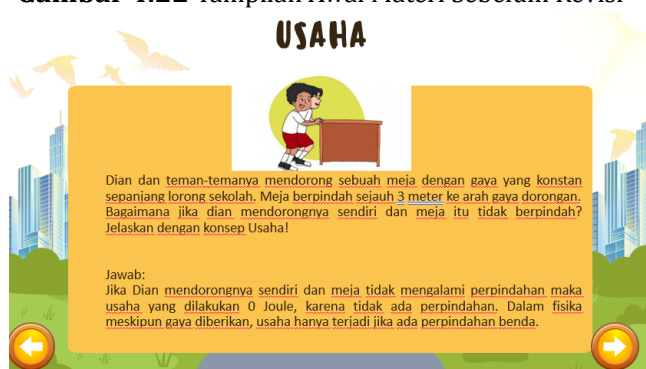 Gambar 4.22 Tampilan Awal Materi Sebelum Revisi
USAHA
Dian dan teman-temanya mendorong sebuah meja dengan gaya yang konstan
sepanjang lorong sekolah. Meja berpindah sejauh 3 meter ke arah gaya dorongan.
Bagaimana jika dian mendorongnya sendiri dan meja itu tidak berpindah?
Jelaskan dengan konsep Usaha!
Jawab:
Jika Dian mendorongnya sendiri dan meja tidak mengalami perpindahan maka
usaha yang dilakukan 0 Joule, karena tidak ada perpindahan. Dalam fisika
meskipun gaya diberikan, usaha hanya terjadi jika ada perpindahan benda.